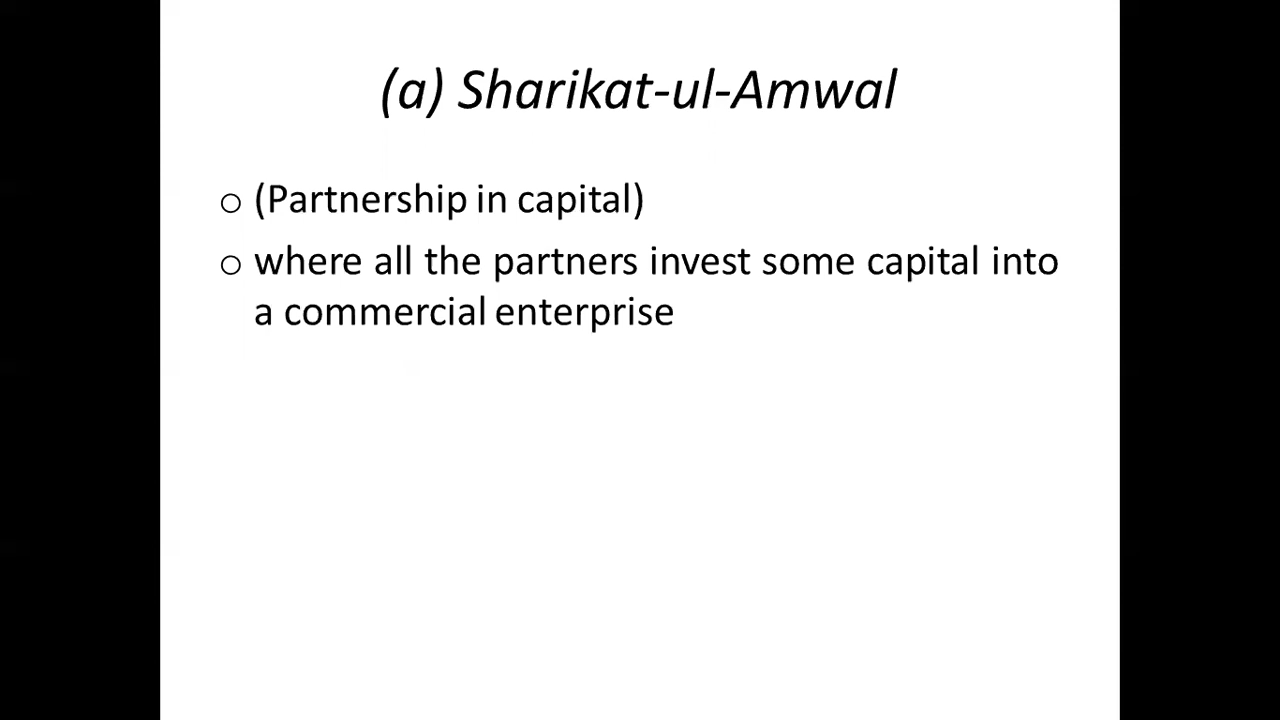 (a) Sharikat-ul-Amwal
o (Partnership in capital)
o where all the partners invest some capital into
a commercial enterprise